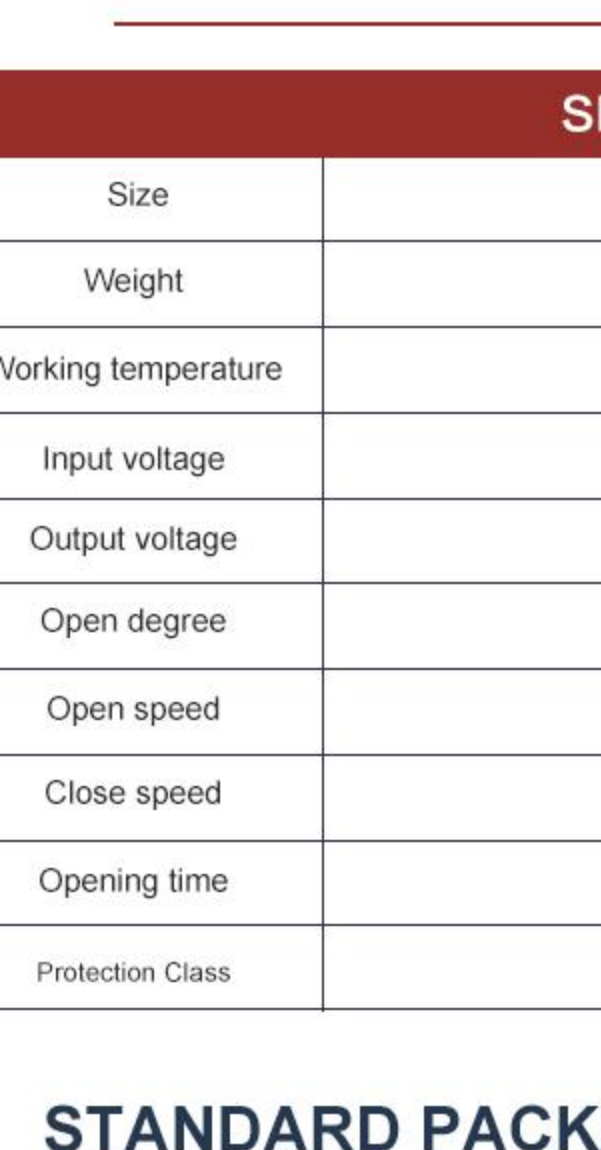 S
Size
Weight
Working temperature
Input voltage
Output voltage
Open degree
Open speed
Close speed
Opening time
Protection Class
STANDARD PACK